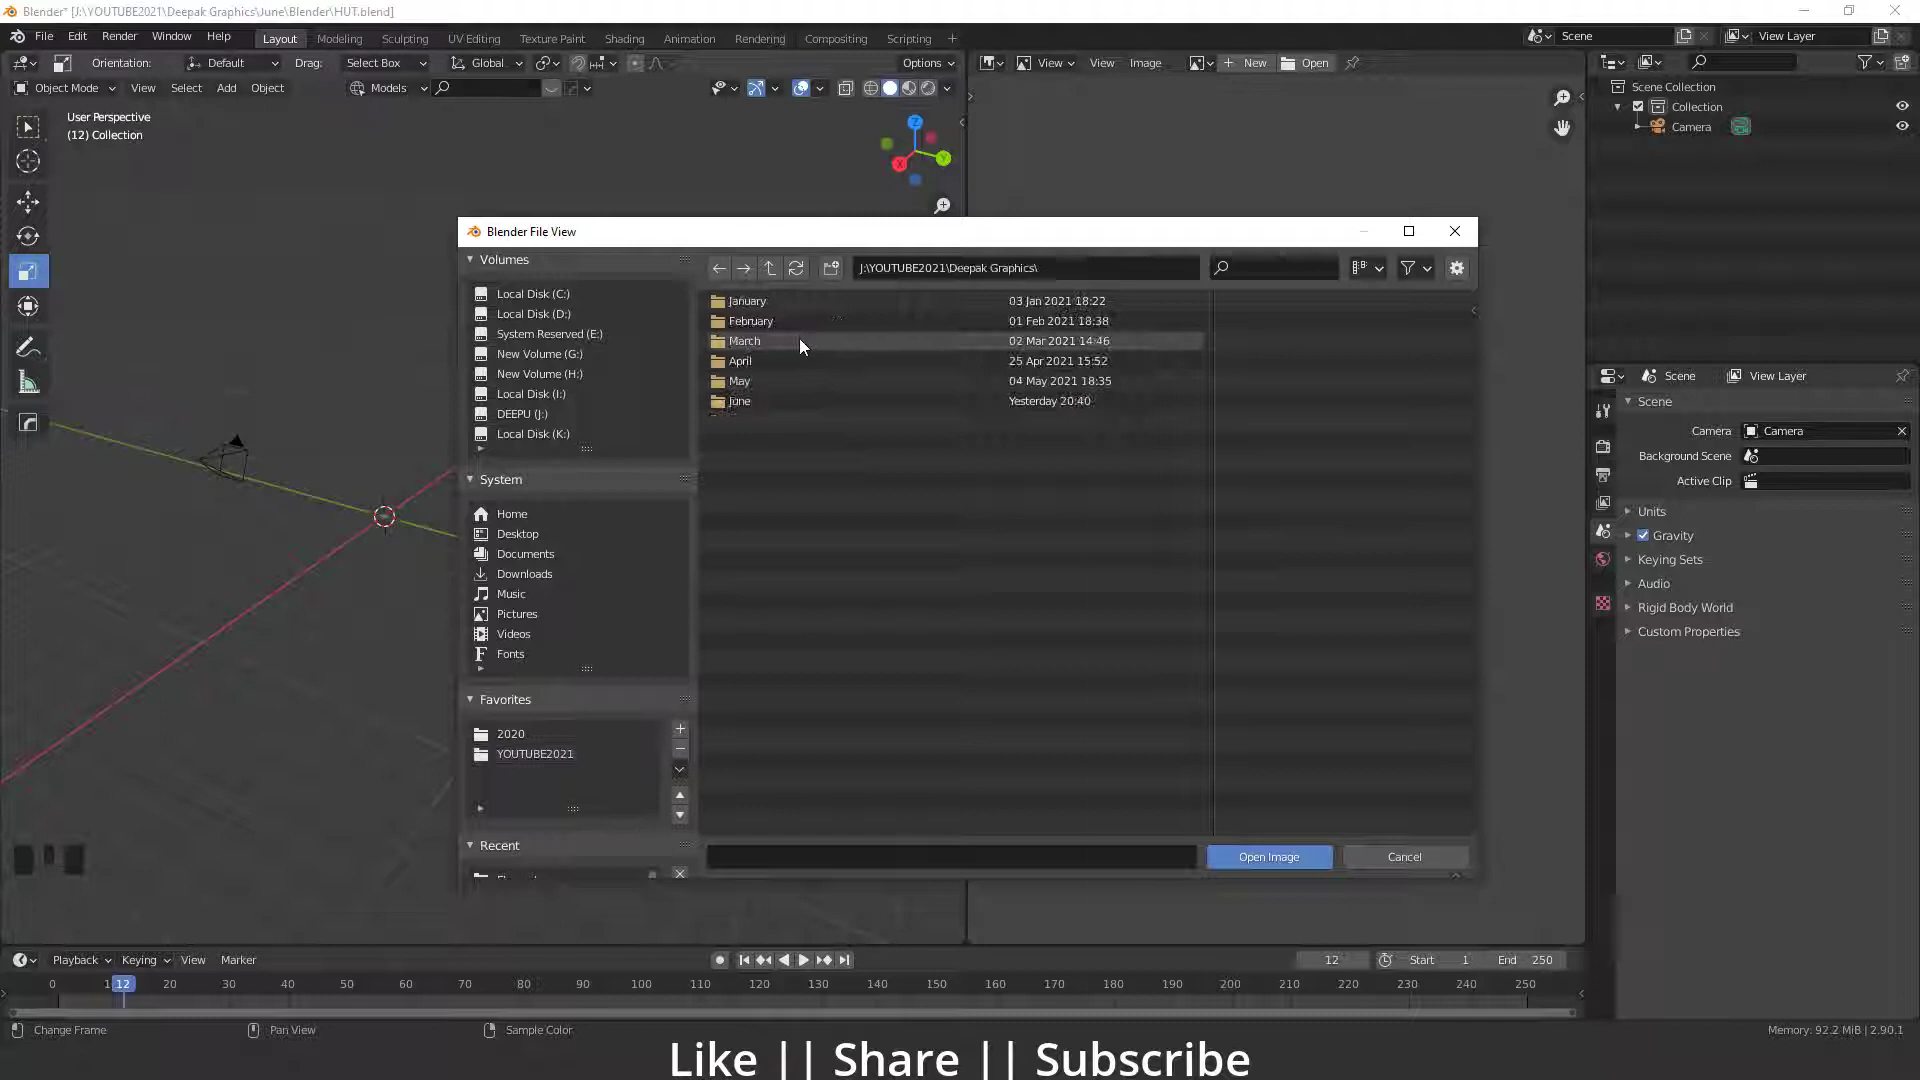 Blender* [J:\YOUTUBE2021\Deepak Graphics\June\Blender\HUT.blend]
File Edit Render Window Help Layout Modeling Sculpting UV Editing Texture Paint Shading Animation Rendering Compositing Scripting + Scene View Layer
Orientation: Default Drag: Select Box Global Options View View Image New Open
Object Mode View Select Add Object Models
User Perspective
(12) Collection
Z
Y
X
Scene Collection
Collection
Camera
Blender File View
Volumes
Local Disk (C:)
Local Disk (D:)
System Reserved (E:)
New Volume (G:)
New Volume (H:)
Local Disk (I:)
DEEPU (J:)
Local Disk (K:)
System
Home
Desktop
Documents
Downloads
Music
Pictures
Videos
Fonts
Favorites
2020
YOUTUBE2021
Recent
J:\YOUTUBE2021\Deepak Graphics\
January 03 Jan 2021 18:22
February 01 Feb 2021 18:38
March 02 Mar 2021 14:46
April 25 Apr 2021 15:52
May 04 May 2021 18:35
June Yesterday 20:40
Open Image Cancel
Scene View Layer
Scene
Camera Camera
Background Scene
Active Clip
Units
Gravity
Keying Sets
Audio
Rigid Body World
Custom Properties
Playback Keying View Marker 12 Start 1 End 250
0 1 12 20 30 40 50 60 70 80 90 100 110 120 130 140 150 160 170 180 190 200 210 220 230 240 250
Change Frame Pan View Sample Color Memory: 92.2 MiB | 2.90.1
Like || Share || Subscribe